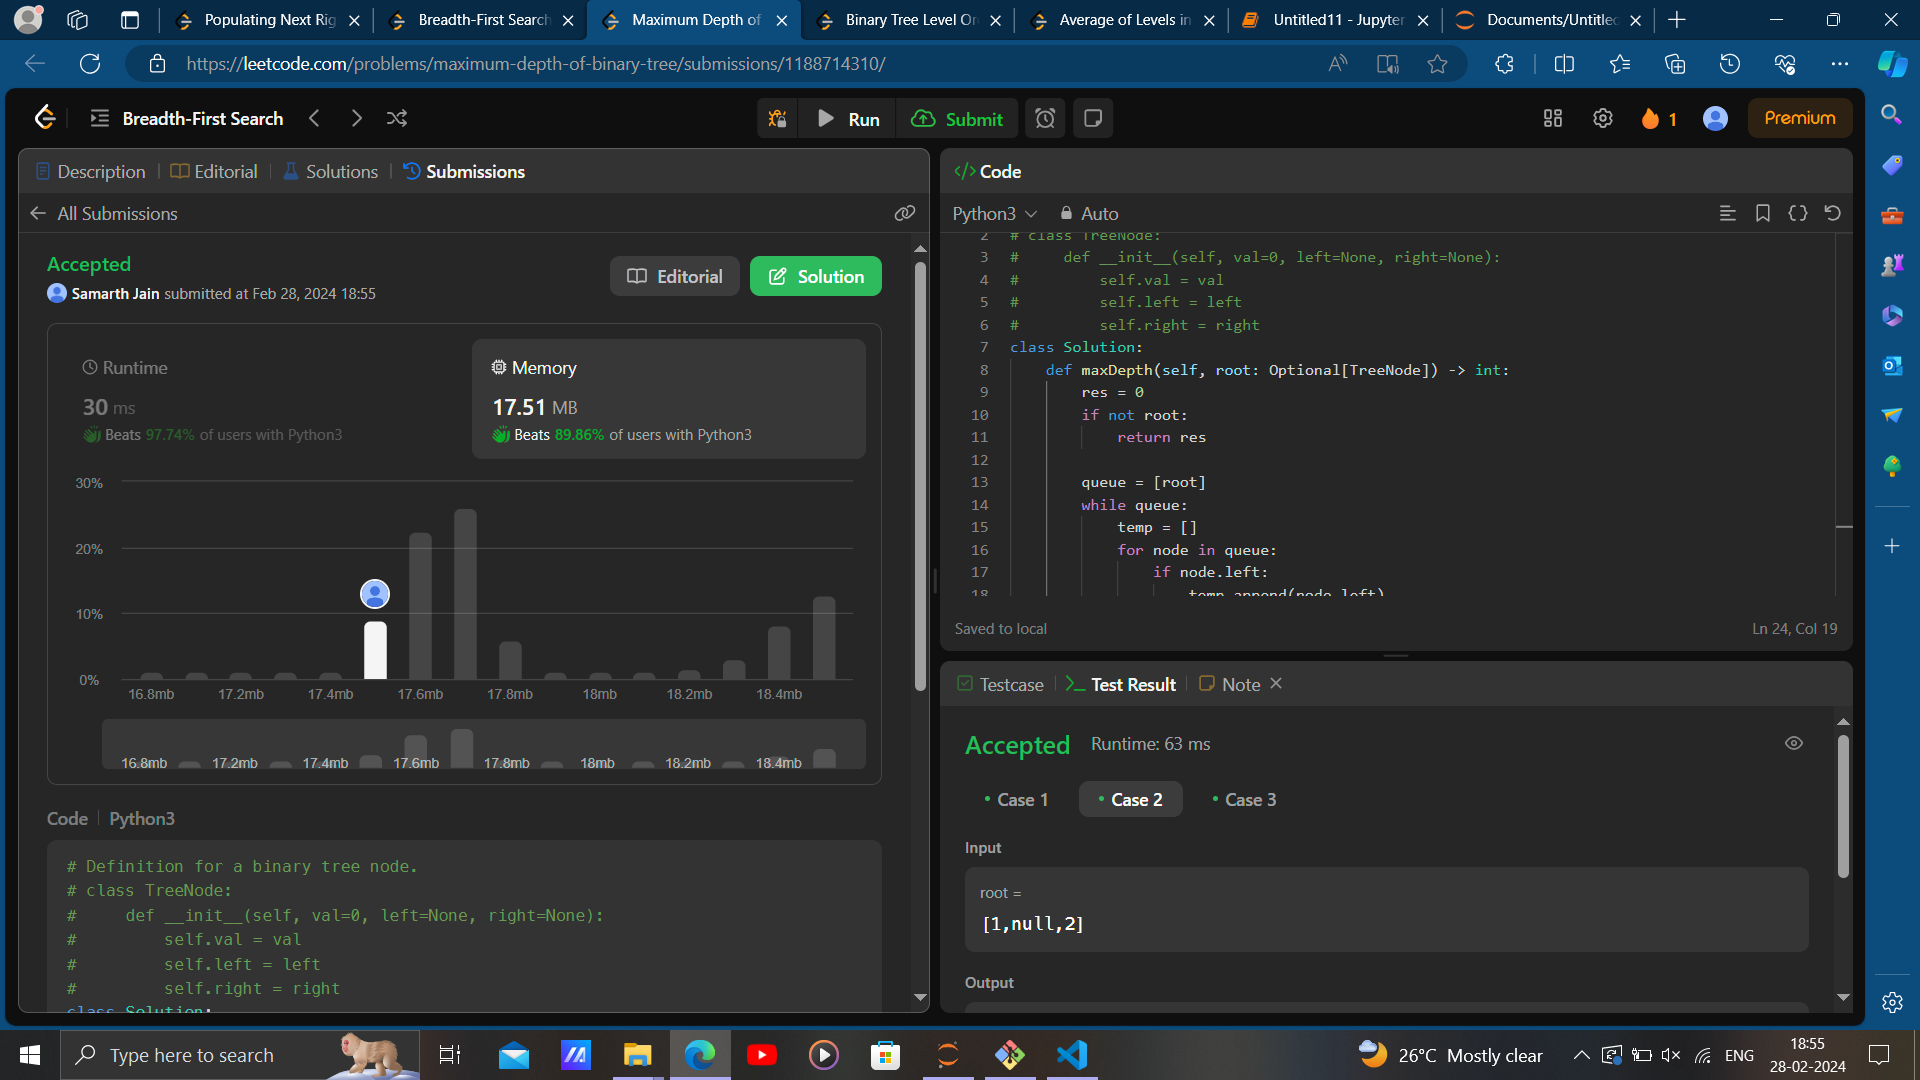 Populating Next Rig
Breadth-First Search
Maximum Depth of
Binary Tree Level Or
Average of Levels in
Untitled11 - Jupyter
Documents/Untitled
https://leetcode.com/problems/maximum-depth-of-binary-tree/submissions/1188714310/
Breadth-First Search
Run
Submit
1
Premium
Description
Editorial
Solutions
Submissions
All Submissions
Accepted
Samarth Jain submitted at Feb 28, 2024 18:55
Editorial
Solution
Runtime
30 ms
Beats 97.74% of users with Python3
Memory
17.51 MB
Beats 89.86% of users with Python3
30%
20%
10%
0%
16.8mb 17.2mb 17.4mb 17.6mb 17.8mb 18mb 18.2mb 18.4mb
16.8mb 17.2mb 17.4mb 17.6mb 17.8mb 18mb 18.2mb 18.4mb
Code | Python3
# Definition for a binary tree node.
# class TreeNode:
#     def __init__(self, val=0, left=None, right=None):
#         self.val = val
#         self.left = left
#         self.right = right
class Solution:
</> Code
Python3
Auto
2 # class TreeNode:
3 #     def __init__(self, val=0, left=None, right=None):
4 #         self.val = val
5 #         self.left = left
6 #         self.right = right
7 class Solution:
8     def maxDepth(self, root: Optional[TreeNode]) -> int:
9         res = 0
10         if not root:
11             return res
12
13         queue = [root]
14         while queue:
15             temp = []
16             for node in queue:
17                 if node.left:
18                     temp.append(node.left)
Saved to local
Ln 24, Col 19
Testcase
Test Result
Note
Accepted Runtime: 63 ms
Case 1
Case 2
Case 3
Input
root =
[1,null,2]
Output
Type here to search
26°C Mostly clear
ENG
18:55
28-02-2024